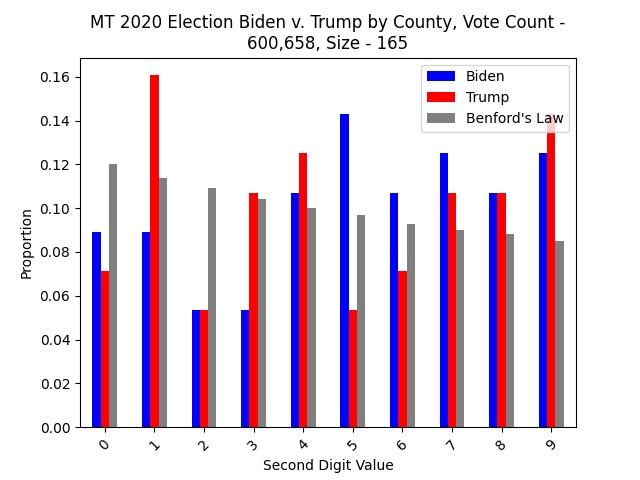 MT 2020 Election Biden v. Trump by County, Vote Count -
600,658, Size - 165
Biden
Trump
Benford's Law
0.16
0.14
0.12
0.10
0.08
0.06
0.04
0.02
0.00
Proportion
0 1 2 3 4 5 6 7 8 9
Second Digit Value